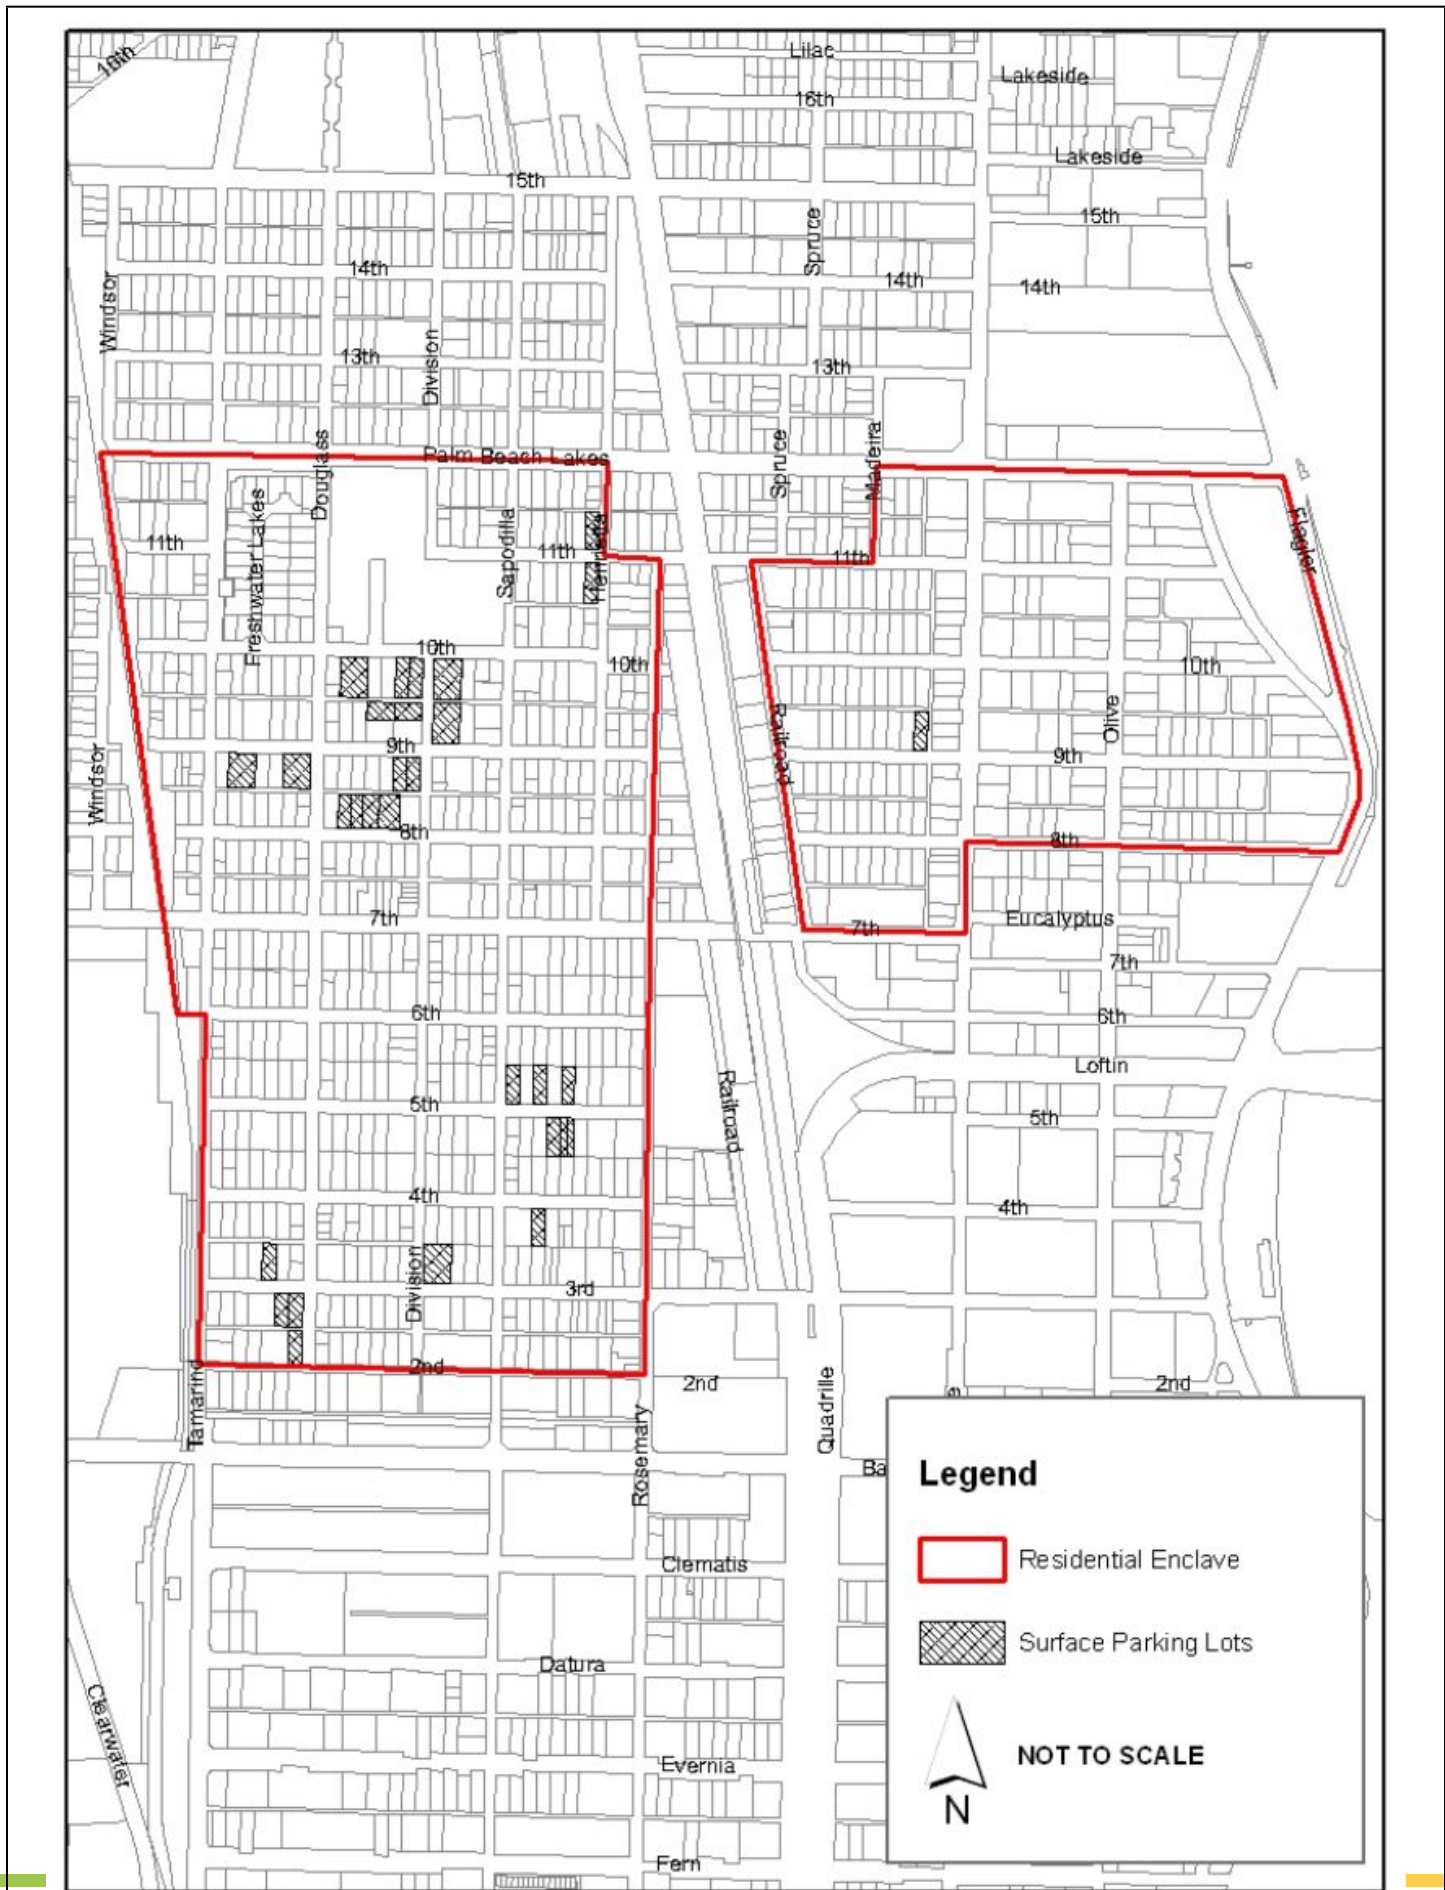 Lilac
16th
Lakeside
16th
Lakeside
15th
15th
Spruce
14th
14th
14th
Windsor
13th
Division
13th
Palm Beach Lakes
Douglass
Spruce
Madeira
Freshwater Lakes
11th
Sapodilla
11th
11th
Flagler
10th
10th
10th
Olive
Railroad
9th
9th
Windsor
8th
8th
7th
7th
Eucalyptus
7th
6th
6th
Loftin
Railroad
5th
5th
4th
4th
Division
3rd
2nd
2nd
2nd
Tamarind
Quadrille
Rosemary
Ba
Clematis
Datura
Clearwater
Evernia
Fern
Legend
Residential Enclave
Surface Parking Lots
NOT TO SCALE
N